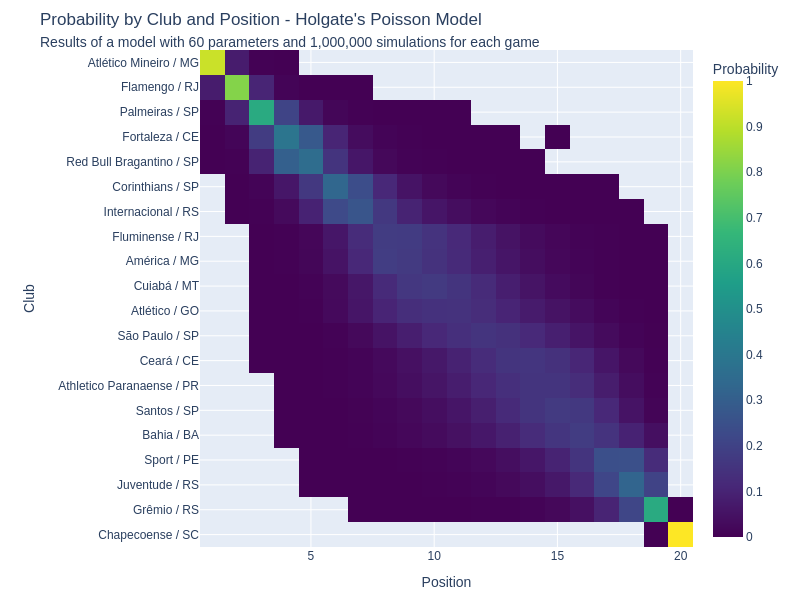 Probability by Club and Position - Holgate's Poisson Model
Results of a model with 60 parameters and 1,000,000 simulations for each game
Probability
Atlético Mineiro / MG
Flamengo / RJ
Palmeiras / SP
Fortaleza / CE
Red Bull Bragantino / SP
Corinthians / SP
Internacional / RS
Fluminense / RJ
América / MG
Cuiabá / MT
Atlético / GO
São Paulo / SP
Ceará / CE
Athletico Paranaense / PR
Santos / SP
Bahia / BA
Sport / PE
Juventude / RS
Grêmio / RS
Chapecoense / SC
Club
5
10
15
20
Position
1
0.9
0.8
0.7
0.6
0.5
0.4
0.3
0.2
0.1
0